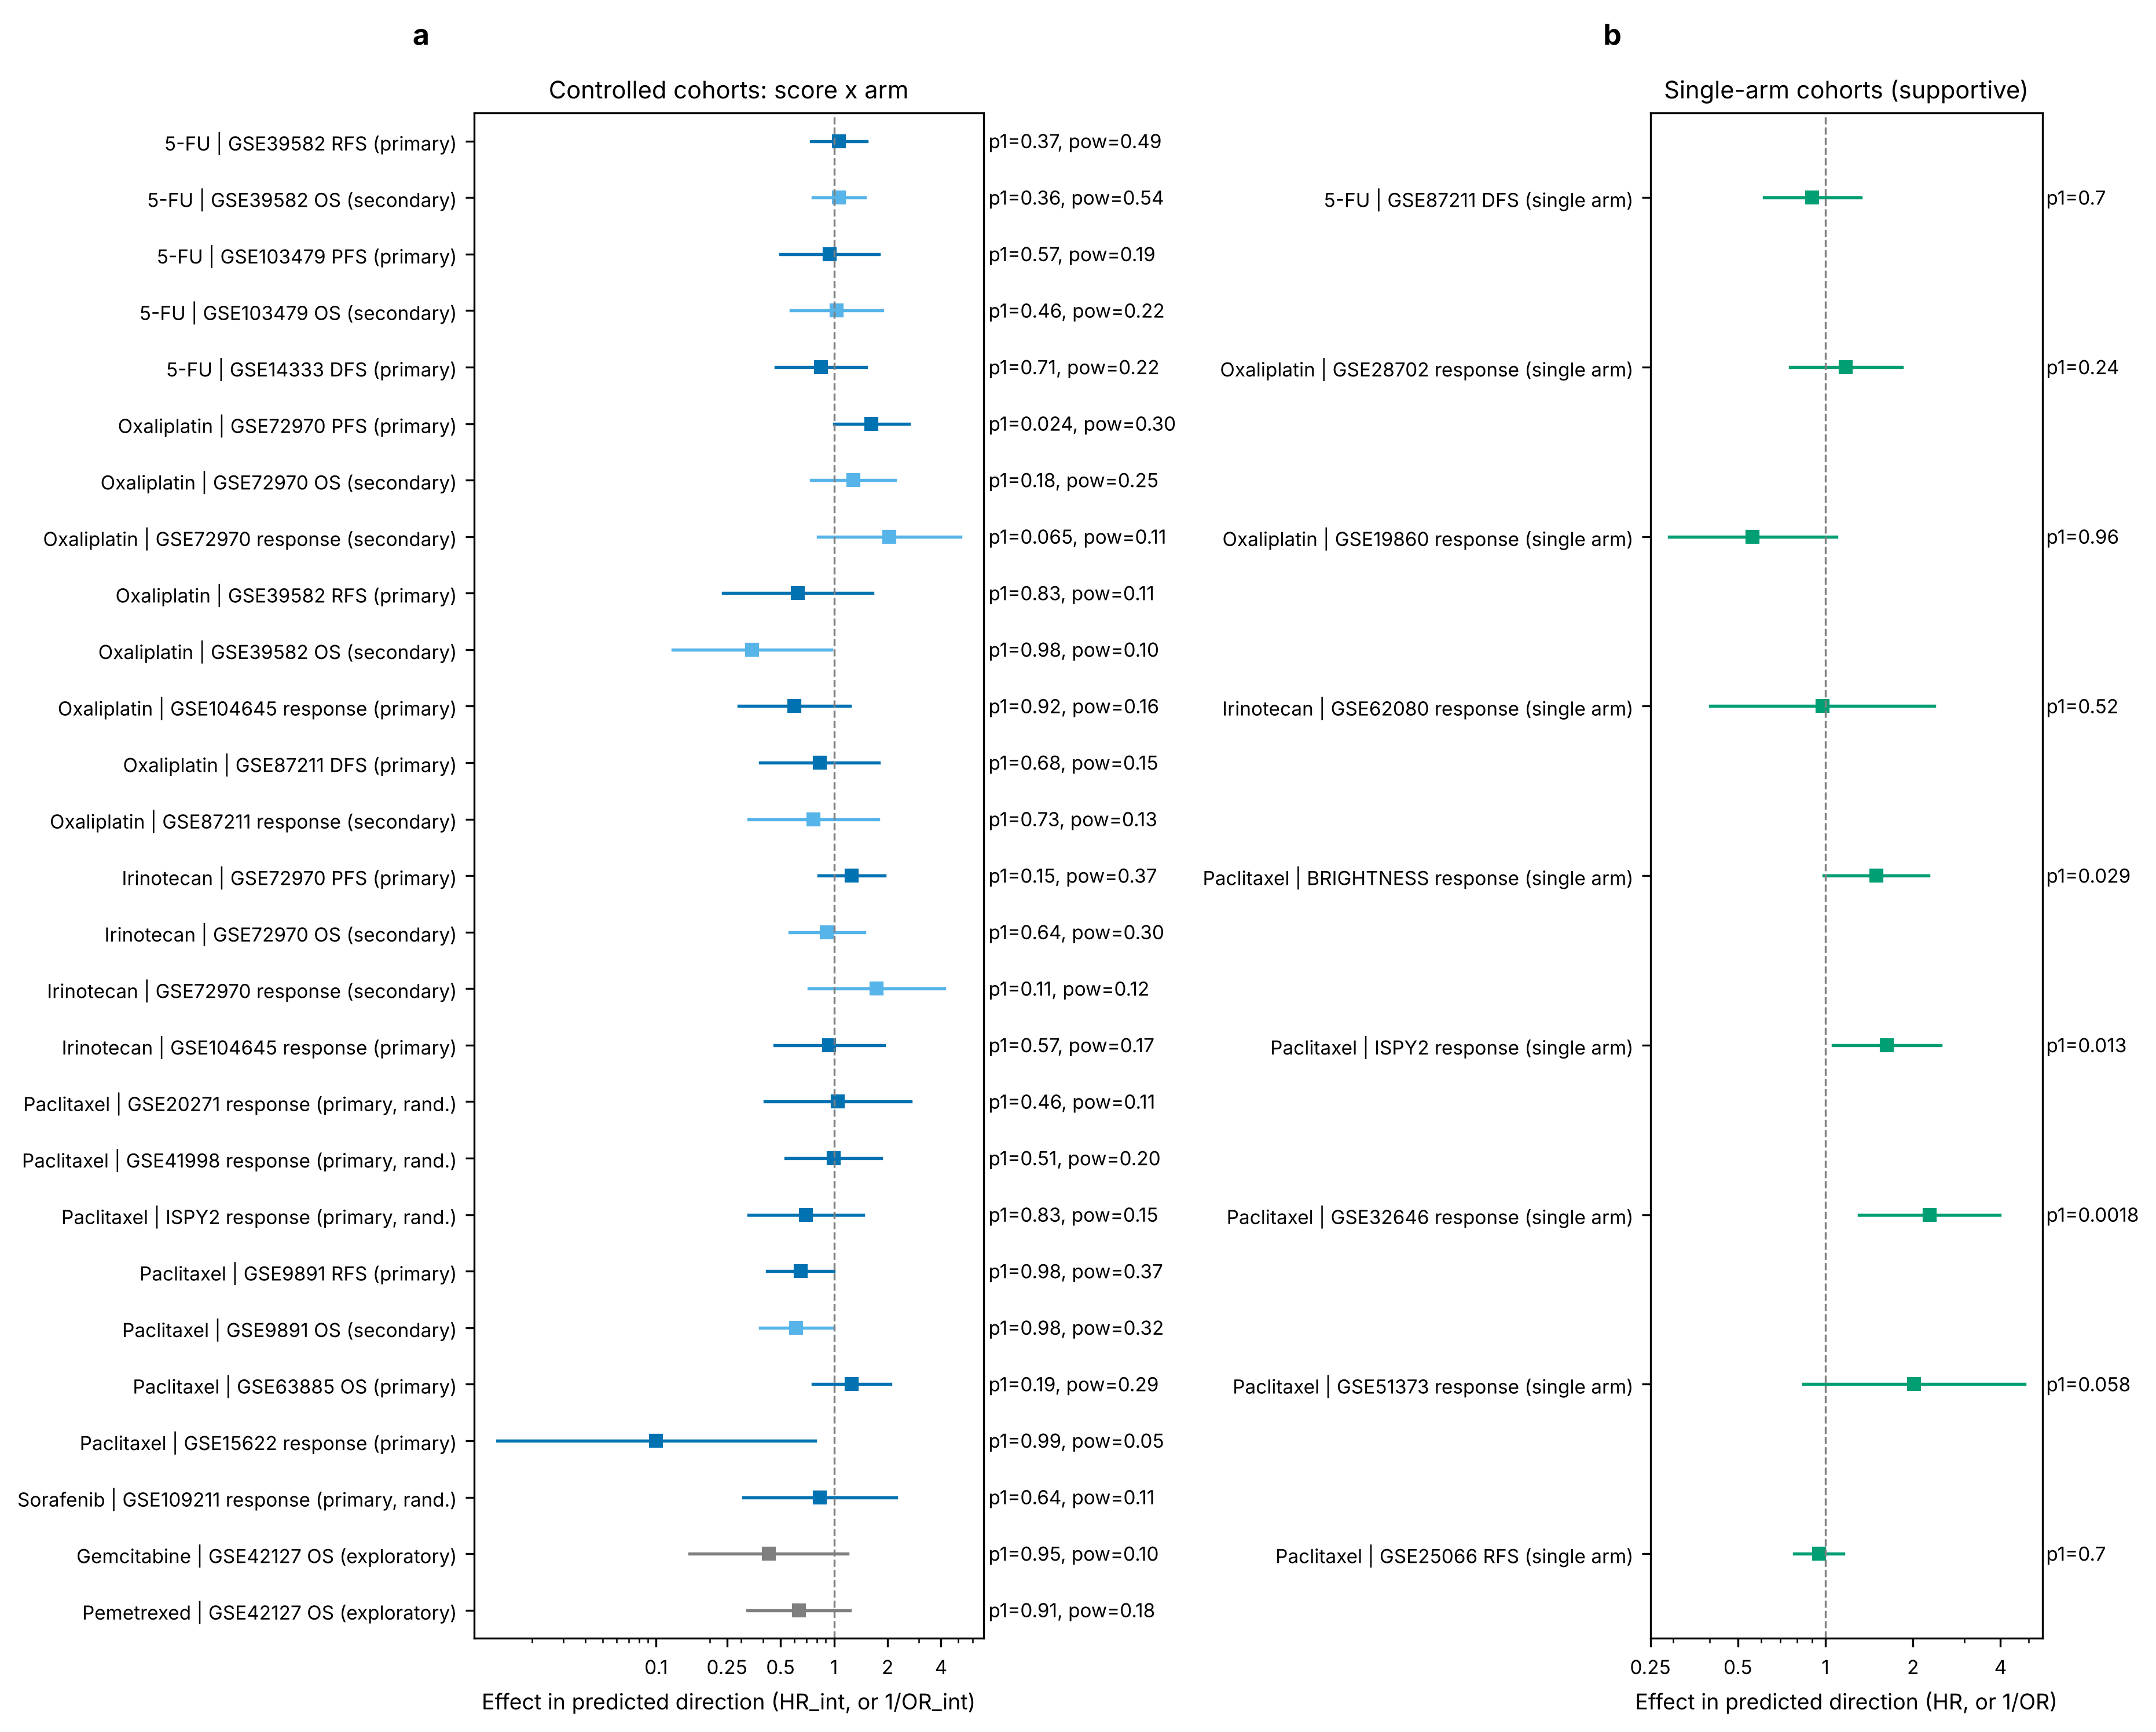 a
Controlled cohorts: score x arm
5-FU | GSE39582 RFS (primary) p1=0.37, pow=0.49
5-FU | GSE39582 OS (secondary) p1=0.36, pow=0.54
5-FU | GSE103479 PFS (primary) p1=0.57, pow=0.19
5-FU | GSE103479 OS (secondary) p1=0.46, pow=0.22
5-FU | GSE14333 DFS (primary) p1=0.71, pow=0.22
Oxaliplatin | GSE72970 PFS (primary) p1=0.024, pow=0.30
Oxaliplatin | GSE72970 OS (secondary) p1=0.18, pow=0.25
Oxaliplatin | GSE72970 response (secondary) p1=0.065, pow=0.11
Oxaliplatin | GSE39582 RFS (primary) p1=0.83, pow=0.11
Oxaliplatin | GSE39582 OS (secondary) p1=0.98, pow=0.10
Oxaliplatin | GSE104645 response (primary) p1=0.92, pow=0.16
Oxaliplatin | GSE87211 DFS (primary) p1=0.68, pow=0.15
Oxaliplatin | GSE87211 response (secondary) p1=0.73, pow=0.13
Irinotecan | GSE72970 PFS (primary) p1=0.15, pow=0.37
Irinotecan | GSE72970 OS (secondary) p1=0.64, pow=0.30
Irinotecan | GSE72970 response (secondary) p1=0.11, pow=0.12
Irinotecan | GSE104645 response (primary) p1=0.57, pow=0.17
Paclitaxel | GSE20271 response (primary, rand.) p1=0.46, pow=0.11
Paclitaxel | GSE41998 response (primary, rand.) p1=0.51, pow=0.20
Paclitaxel | ISPY2 response (primary, rand.) p1=0.83, pow=0.15
Paclitaxel | GSE9891 RFS (primary) p1=0.98, pow=0.37
Paclitaxel | GSE9891 OS (secondary) p1=0.98, pow=0.32
Paclitaxel | GSE63885 OS (primary) p1=0.19, pow=0.29
Paclitaxel | GSE15622 response (primary) p1=0.99, pow=0.05
Sorafenib | GSE109211 response (primary, rand.) p1=0.64, pow=0.11
Gemcitabine | GSE42127 OS (exploratory) p1=0.95, pow=0.10
Pemetrexed | GSE42127 OS (exploratory) p1=0.91, pow=0.18
0.1 0.25 0.5 1 2 4
Effect in predicted direction (HR_int, or 1/OR_int)
b
Single-arm cohorts (supportive)
5-FU | GSE87211 DFS (single arm) p1=0.7
Oxaliplatin | GSE28702 response (single arm) p1=0.24
Oxaliplatin | GSE19860 response (single arm) p1=0.96
Irinotecan | GSE62080 response (single arm) p1=0.52
Paclitaxel | BRIGHTNESS response (single arm) p1=0.029
Paclitaxel | ISPY2 response (single arm) p1=0.013
Paclitaxel | GSE32646 response (single arm) p1=0.0018
Paclitaxel | GSE51373 response (single arm) p1=0.058
Paclitaxel | GSE25066 RFS (single arm) p1=0.7
0.25 0.5 1 2 4
Effect in predicted direction (HR, or 1/OR)